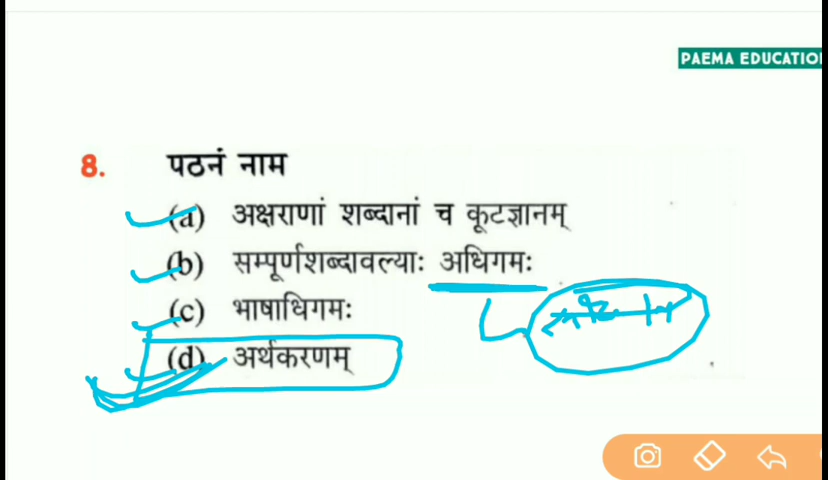 PAEMA EDUCATIO
8. पठनं नाम
(a) अक्षराणां शब्दानां च कूटज्ञानम्
(b) सम्पूर्णशब्दावल्याः अधिगमः
(c) भाषाधिगमः
(d) अर्थकरणम्